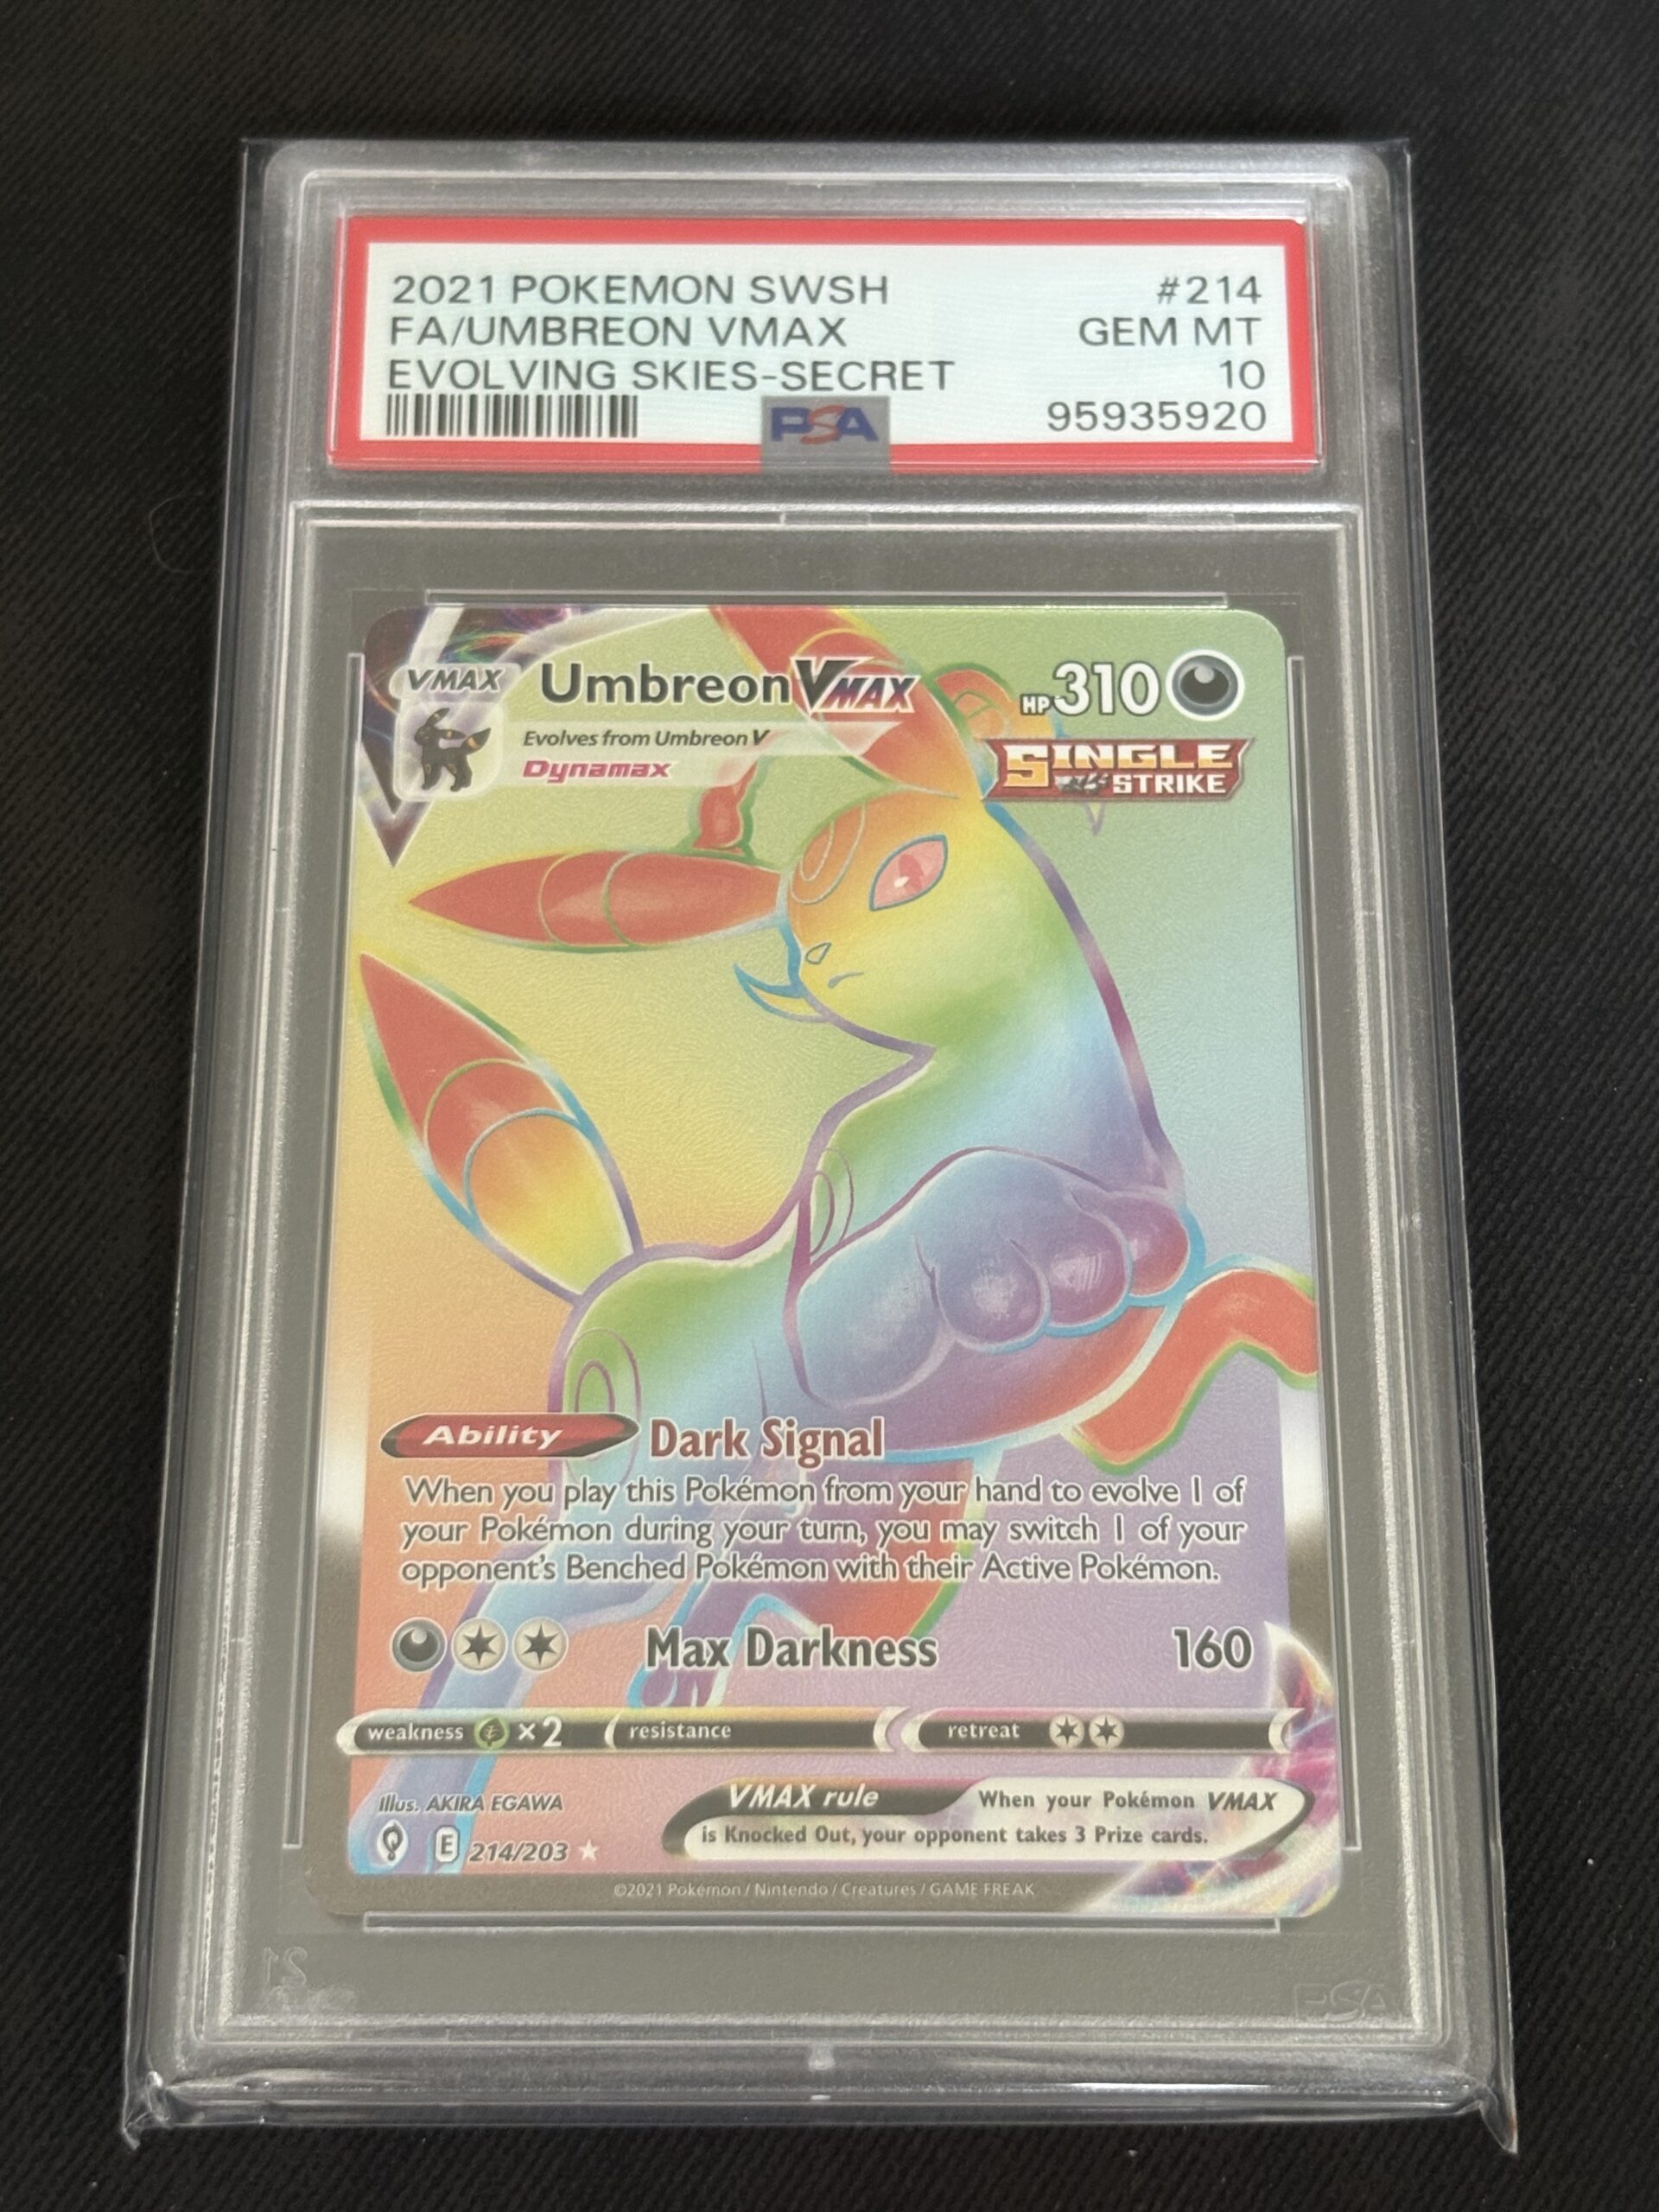 2021 POKEMON SWSH #214
FA/UMBREON VMAX GEM MT
EVOLVING SKIES-SECRET 10
PSA 95935920
VMAX Umbreon VMAX HP 310
Evolves from Umbreon V
Dynamax
SINGLE STRIKE
Ability Dark Signal
When you play this Pokémon from your hand to evolve 1 of
your Pokémon during your turn, you may switch 1 of your
opponent's Benched Pokémon with their Active Pokémon.
Max Darkness 160
weakness ×2 resistance retreat
Illus. AKIRA EGAWA
VMAX rule When your Pokémon VMAX
is Knocked Out, your opponent takes 3 Prize cards.
E 214/203
©2021 Pokémon / Nintendo / Creatures / GAME FREAK
PSA